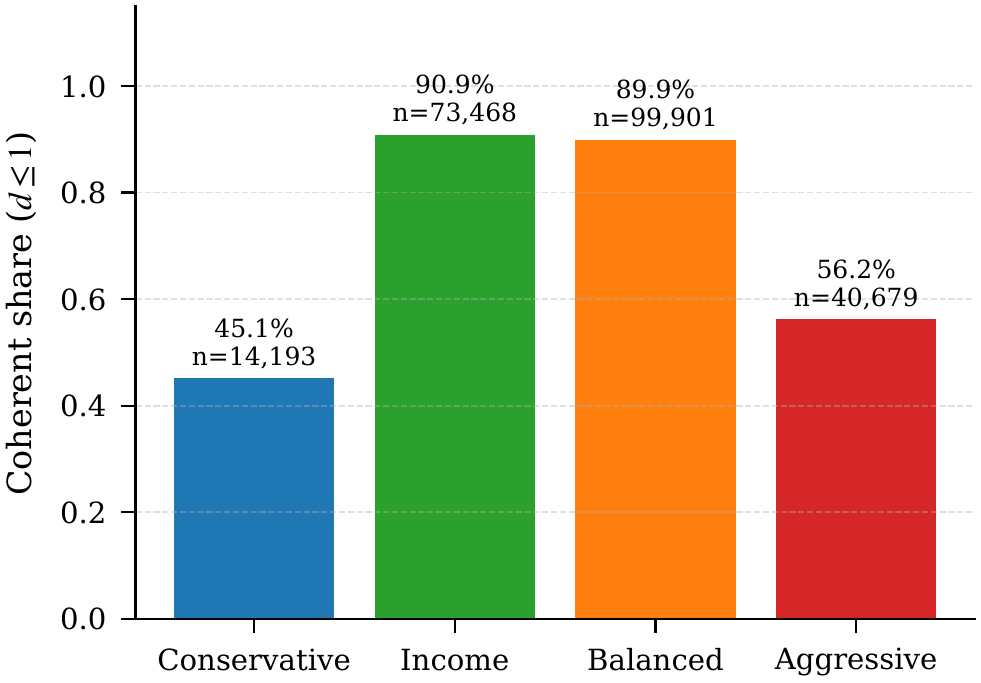 Coherent share (d ≤ 1)
1.0
0.8
0.6
0.4
0.2
0.0
45.1%
n=14,193
90.9%
n=73,468
89.9%
n=99,901
56.2%
n=40,679
Conservative
Income
Balanced
Aggressive